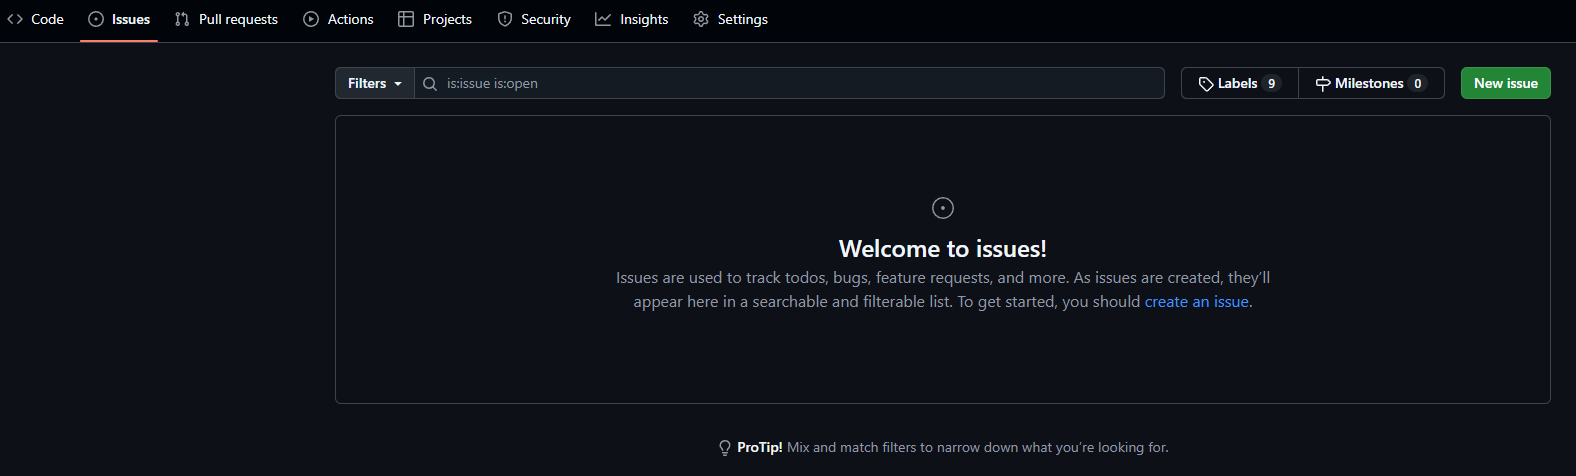 Code Issues Pull requests Actions Projects Security Insights Settings
Filters is:issue is:open Labels 9 Milestones 0 New issue
Welcome to issues!
Issues are used to track todos, bugs, feature requests, and more. As issues are created, they’ll
appear here in a searchable and filterable list. To get started, you should create an issue.
ProTip! Mix and match filters to narrow down what you’re looking for.